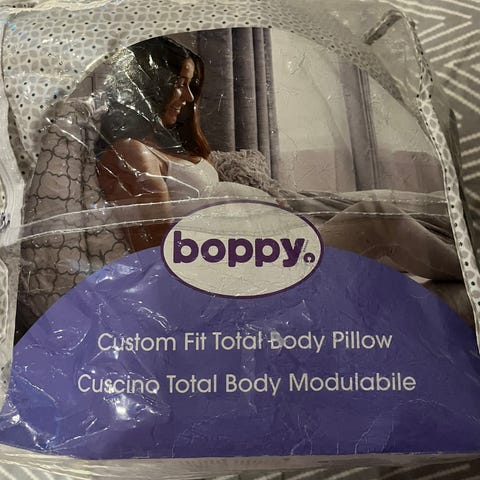 boppy.
Custom Fit Total Body Pillow
Cuscino Total Body Modulabile